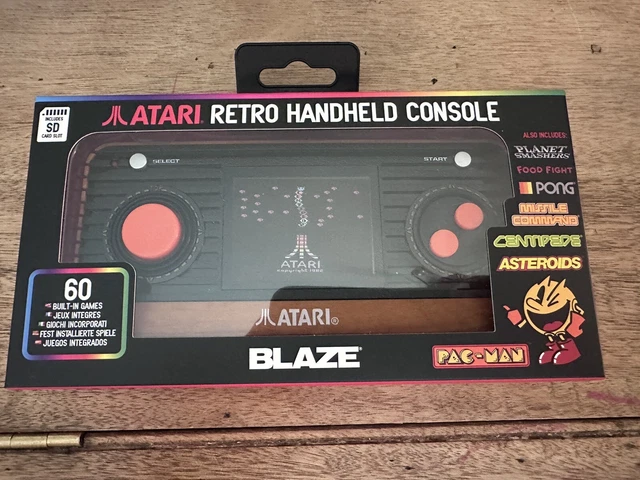 INCLUDES
SD
CARD SLOT
ATARI® RETRO HANDHELD CONSOLE
SELECT
START
ATARI
Copyright 1982
ATARI®
60
BUILT-IN GAMES
JEUX INTEGRES
GIOCHI INCORPORATI
FEST INSTALLIERTE SPIELE
JUEGOS INTEGRADOS
BLAZE
ALSO INCLUDES:
PLANET
SMASHERS
FOOD FIGHT
PONG
MISSILE
COMMAND
CENTIPEDE
ASTEROIDS
PAC-MAN